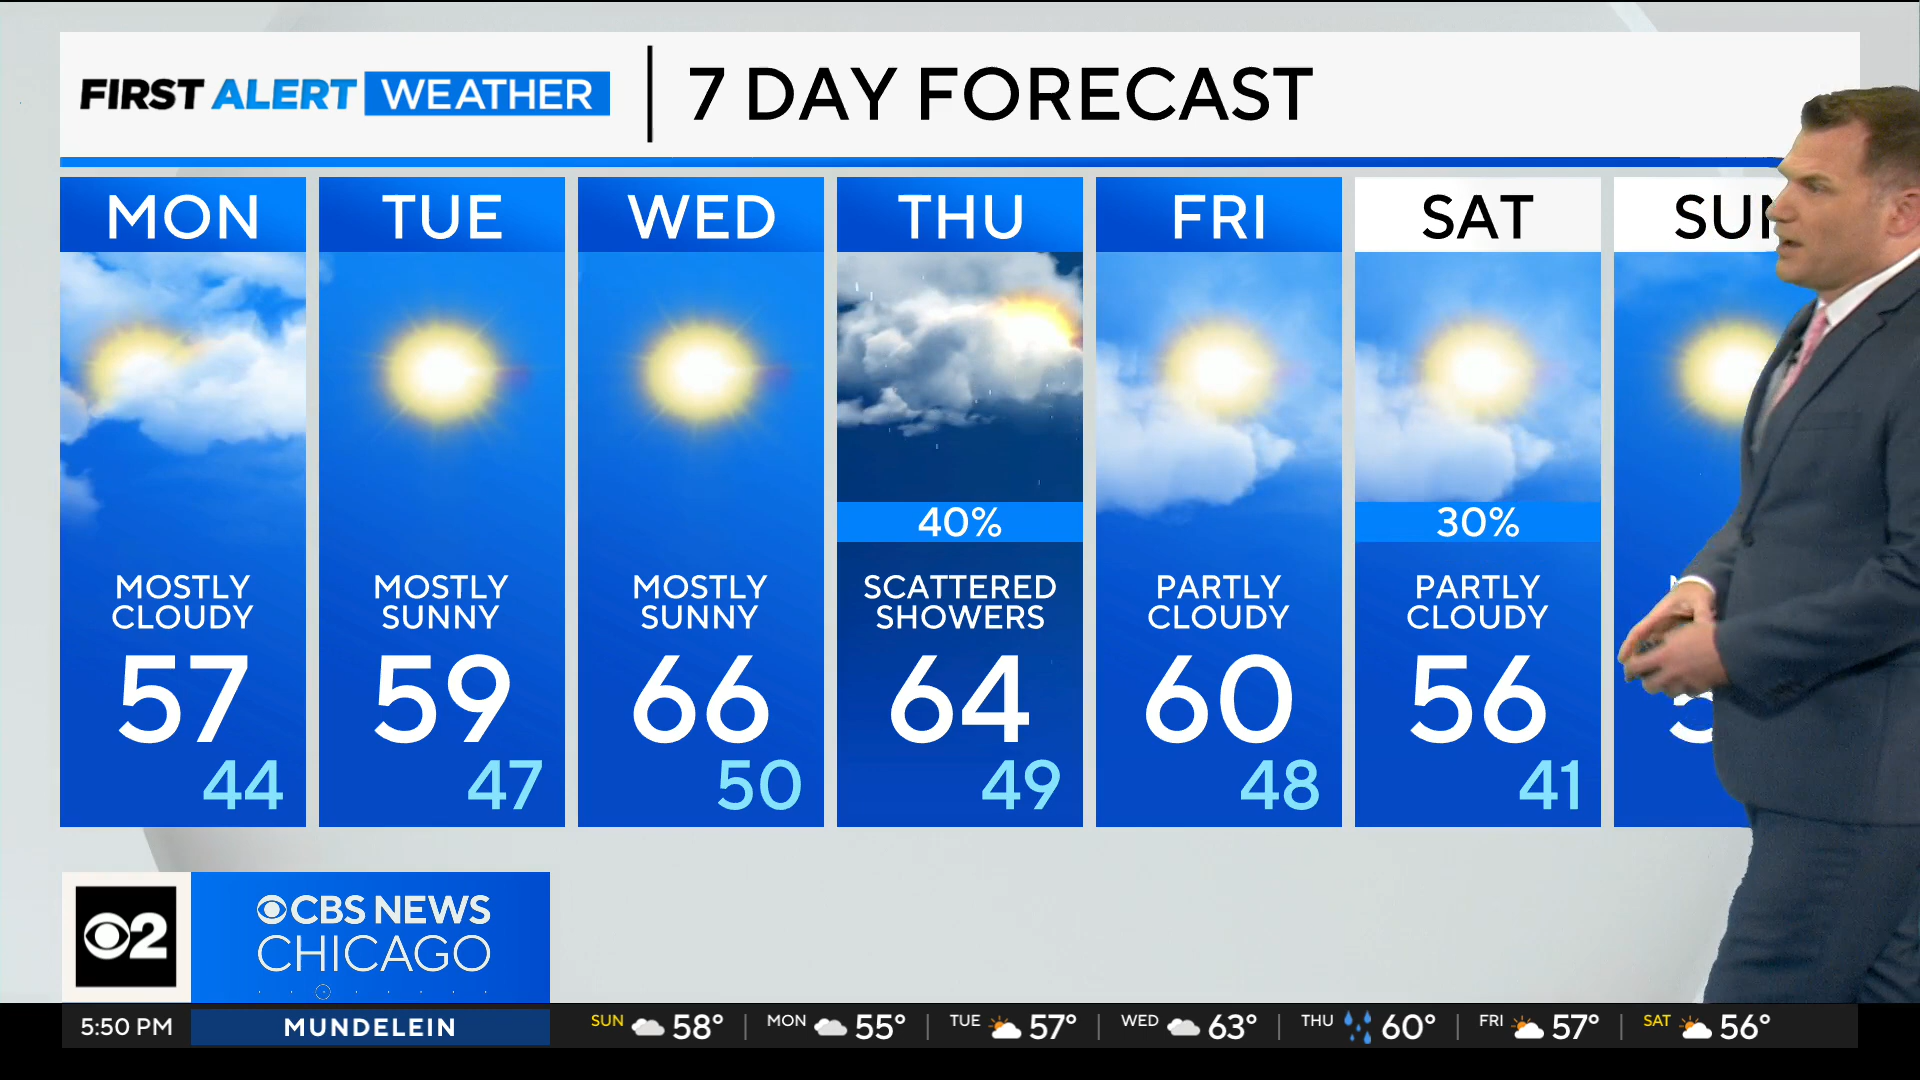 FIRST ALERT WEATHER
7 DAY FORECAST
MON
TUE
WED
THU
FRI
SAT
40%
30%
MOSTLY
CLOUDY
MOSTLY
SUNNY
MOSTLY
SUNNY
SCATTERED
SHOWERS
PARTLY
CLOUDY
PARTLY
CLOUDY
57
59
66
64
60
56
44
47
50
49
48
41
2
CBS NEWS
CHICAGO
5:50 PM
MUNDELEIN
SUN 58° | MON 55° | TUE 57° | WED 63° | THU 60° | FRI 57° | SAT 56°